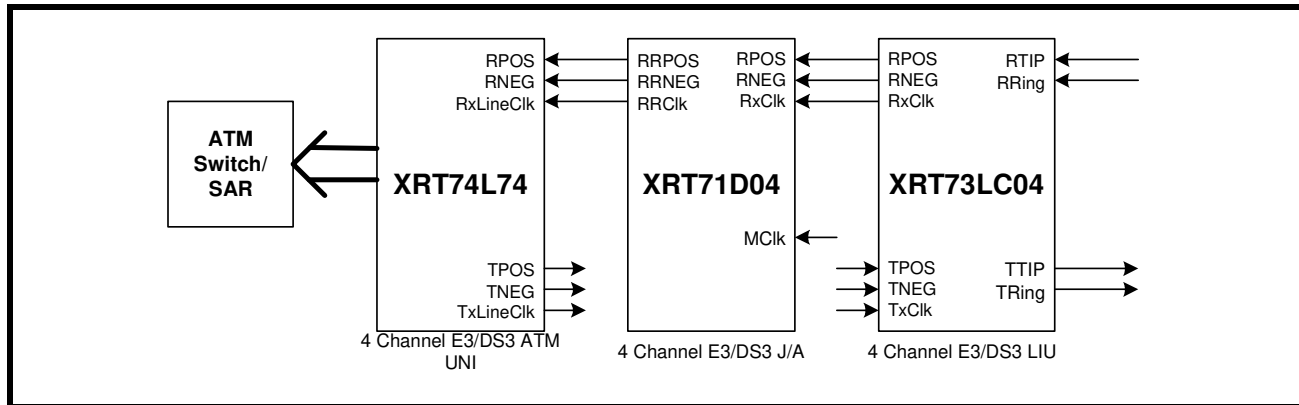 ATM
Switch/
SAR
RPOS
RNEG
RxLineClk
XRT74L74
TPOS
TNEG
TxLineClk
4 Channel E3/DS3 ATM
UNI
RRPOS
RRNEG
RRClk
RPOS
RNEG
RxClk
XRT71D04
MClk
4 Channel E3/DS3 J/A
RPOS
RNEG
RxClk
RTIP
RRing
XRT73LC04
TPOS
TNEG
TxClk
TTIP
TRing
4 Channel E3/DS3 LIU